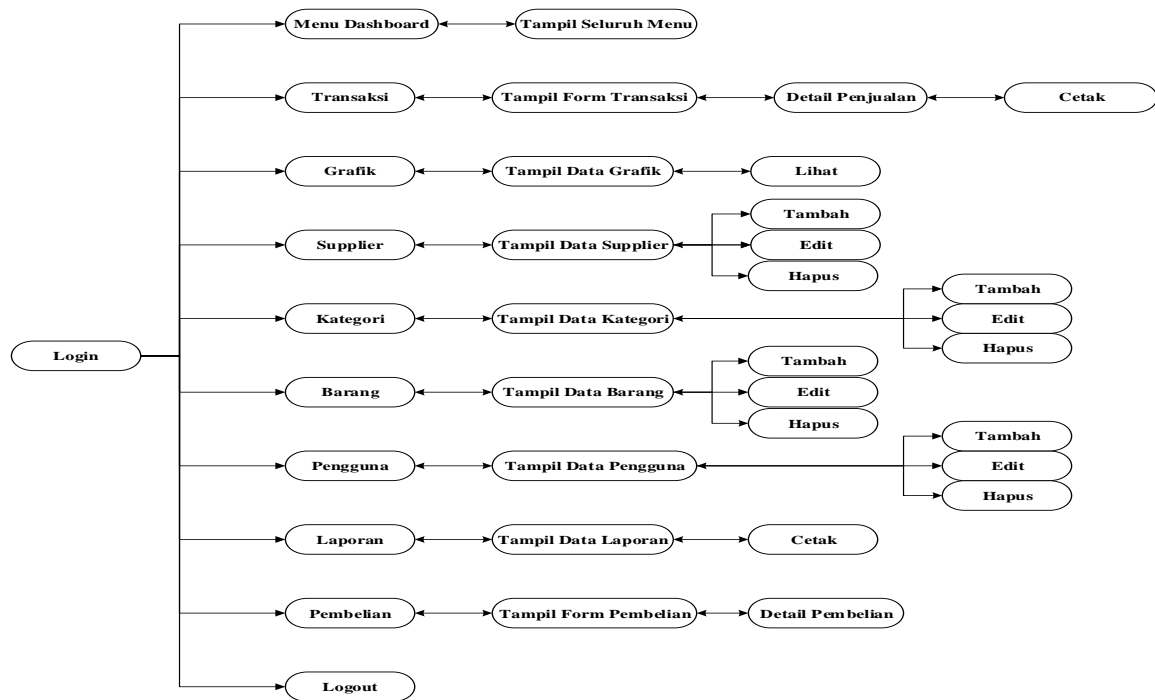 Menu Dashboard
Tampil Seluruh Menu
Transaksi
Tampil Form Transaksi
Detail Penjualan
Cetak
Grafik
Tampil Data Grafik
Lihat
Supplier
Tampil Data Supplier
Tambah
Edit
Hapus
Kategori
Tampil Data Kategori
Tambah
Edit
Hapus
Login
Barang
Tampil Data Barang
Tambah
Edit
Hapus
Pengguna
Tampil Data Pengguna
Tambah
Edit
Hapus
Laporan
Tampil Data Laporan
Cetak
Pembelian
Tampil Form Pembelian
Detail Pembelian
Logout